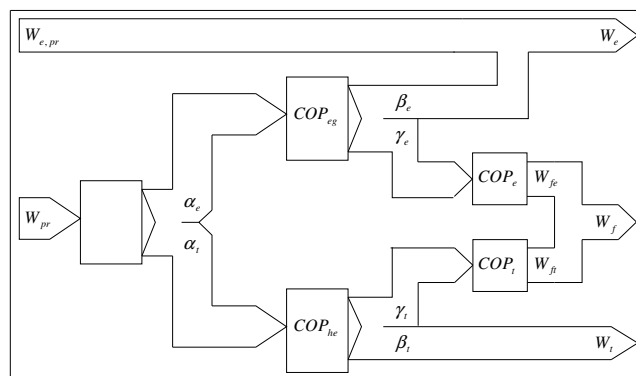 W_{e,pr}
W_e
COP_{eg}
β_e
γ_e
COP_e
W_{fe}
α_e
W_{pr}
W_f
α_t
COP_t
W_{ft}
COP_{he}
γ_t
β_t
W_t